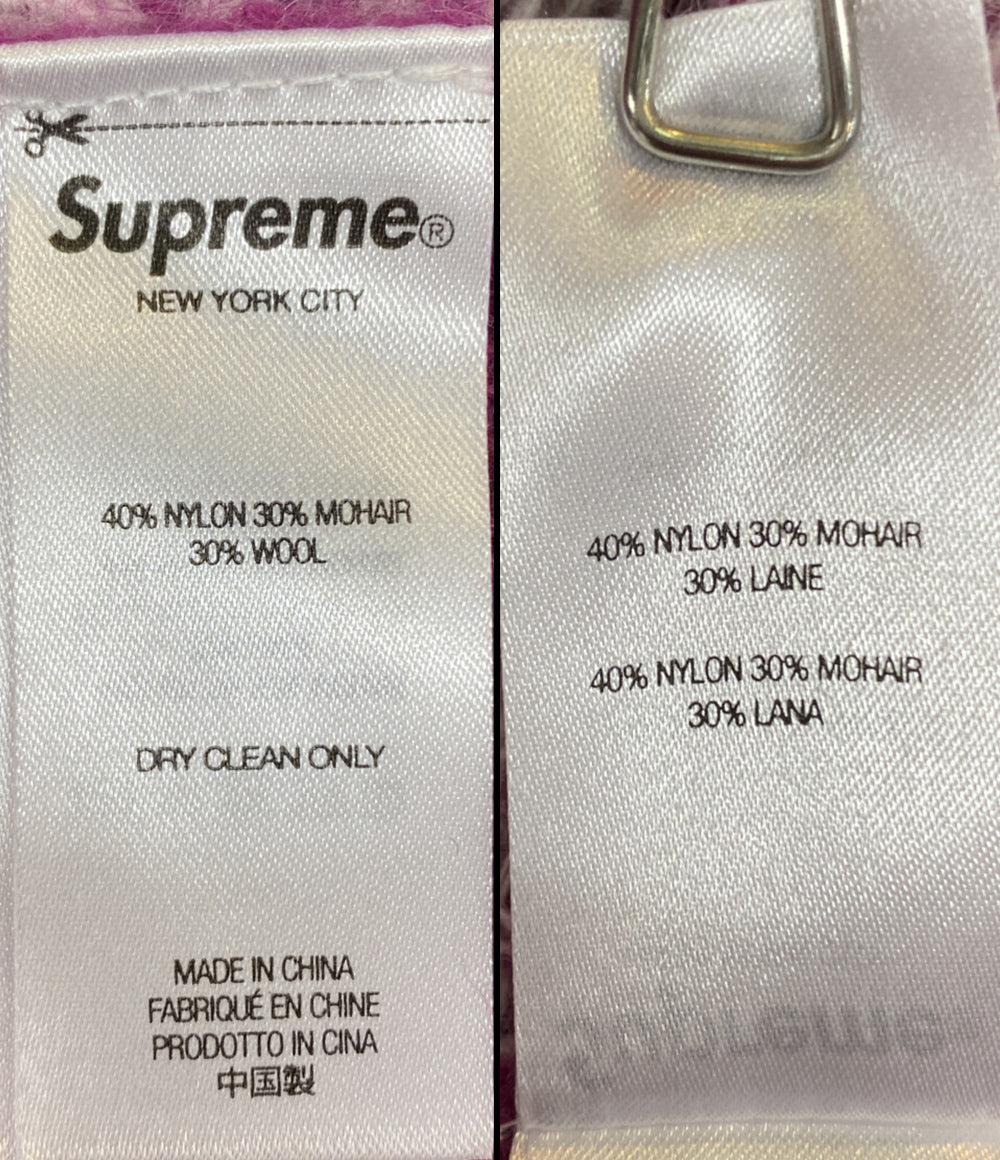 Supreme®
NEW YORK CITY
40% NYLON 30% MOHAIR
30% WOOL
DRY CLEAN ONLY
MADE IN CHINA
FABRIQUÉ EN CHINE
PRODOTTO IN CINA
中国製
40% NYLON 30% MOHAIR
30% LAINE
40% NYLON 30% MOHAIR
30% LANA